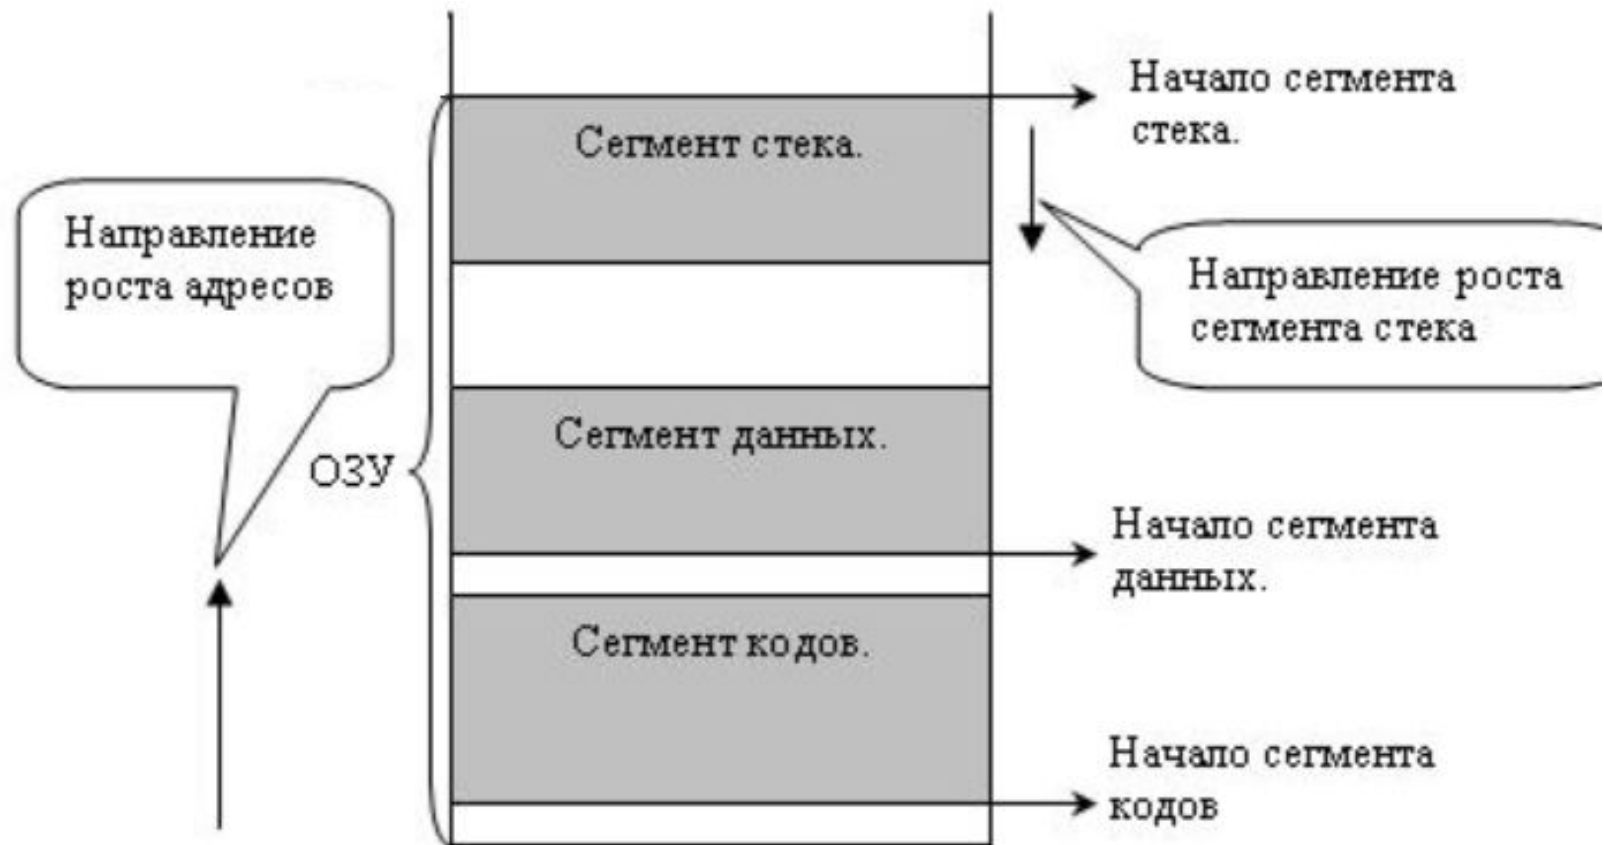 Начало сегмента
стека.
Сегмент стека.
Направление
роста адресов
Направление роста
сегмента стека
Сегмент данных.
ОЗУ
Начало сегмента
данных.
Сегмент кодов.
Начало сегмента
кодов